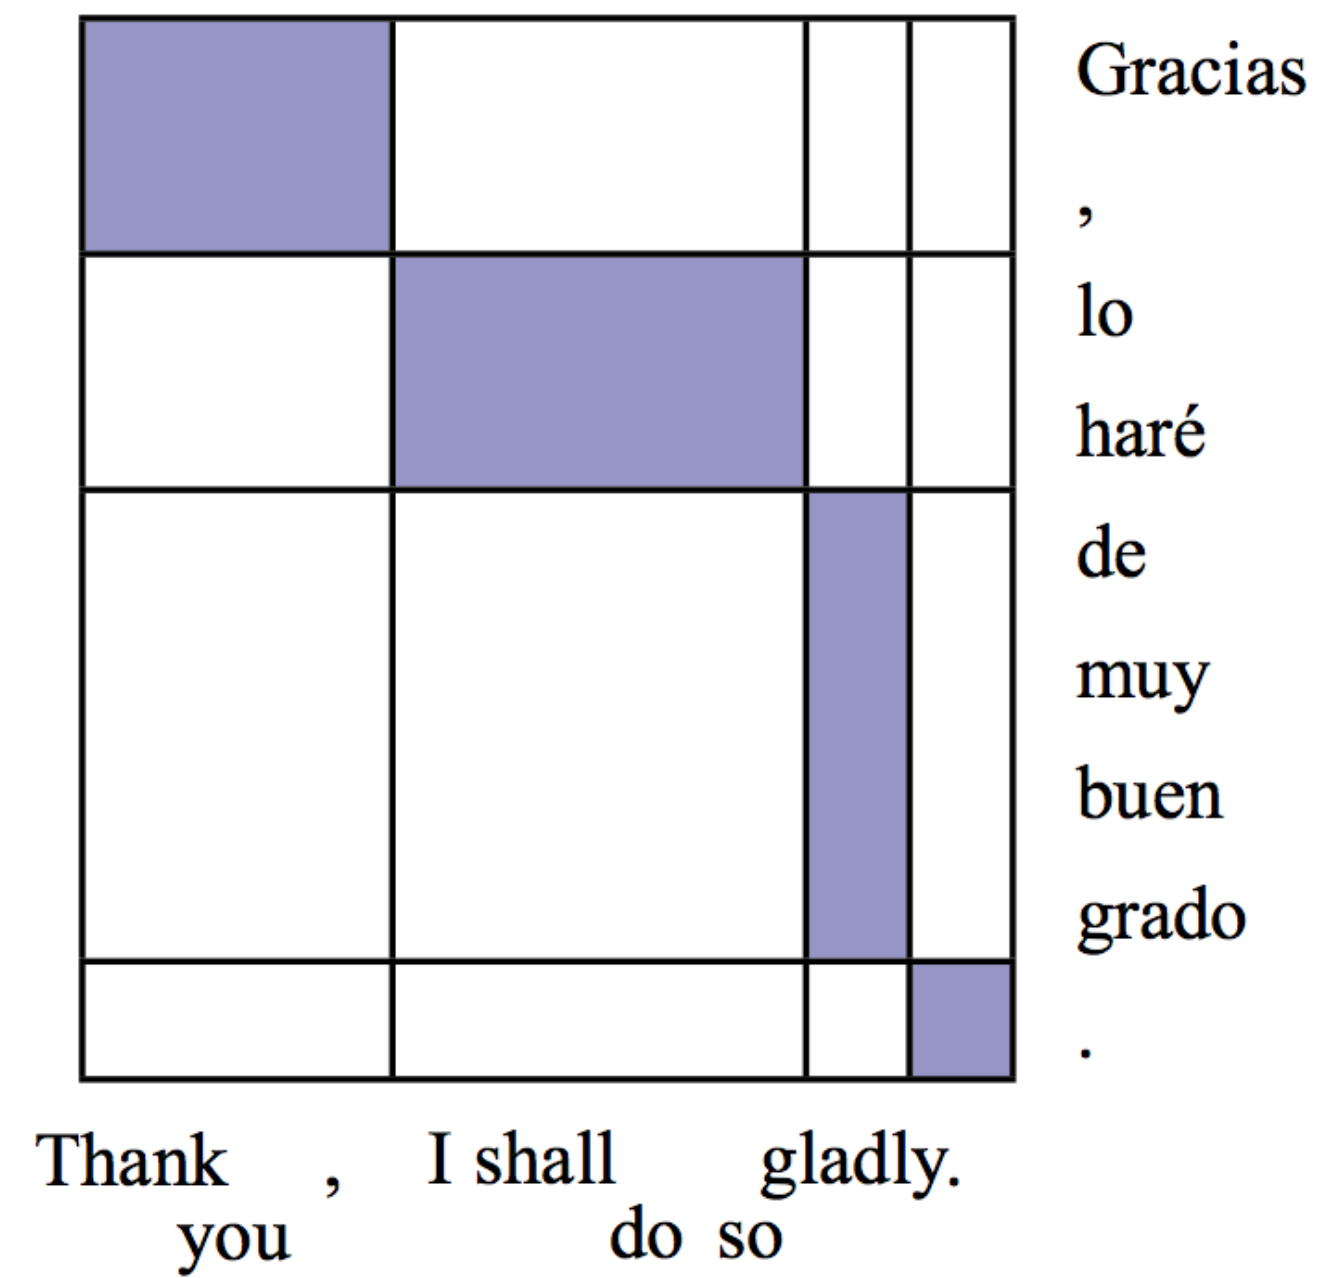 Gracias
,
lo
haré
de
muy
buen
grado
.
Thank , I shall gladly.
you do so